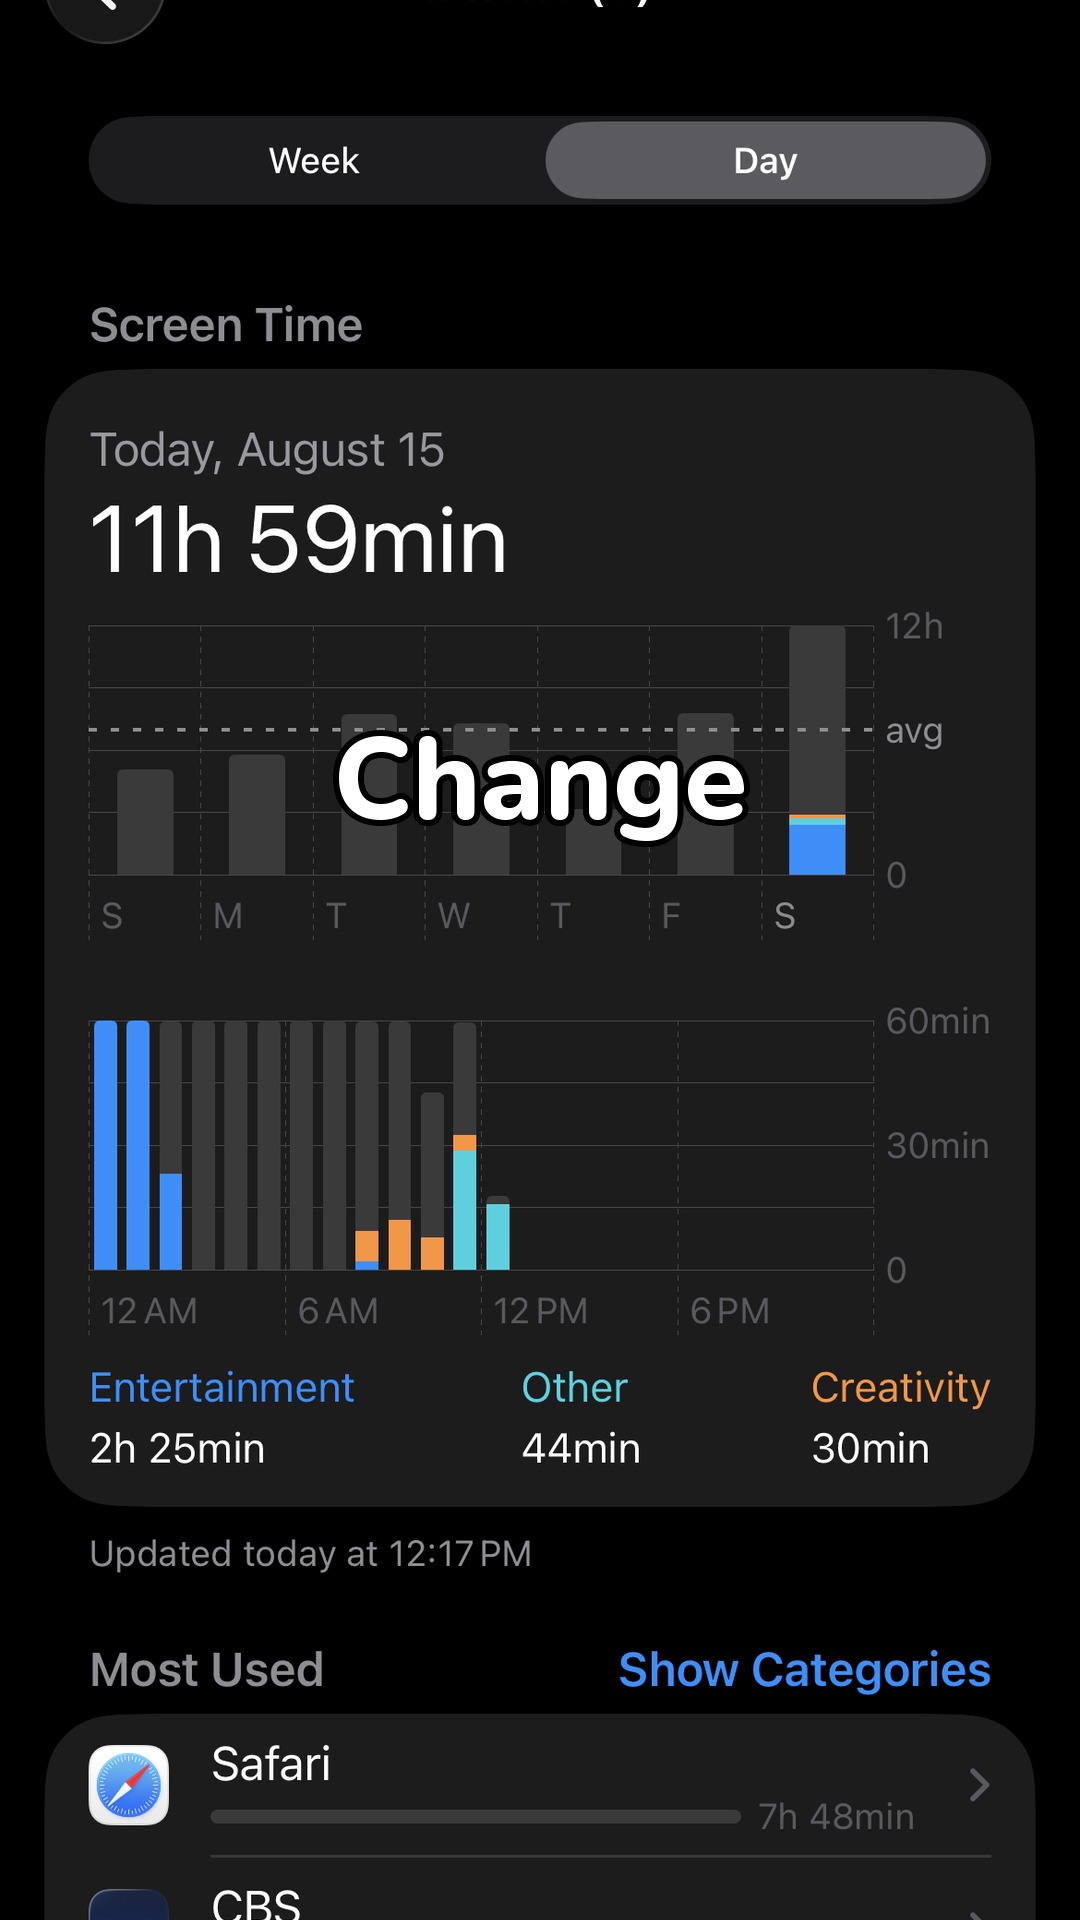 Week Day
Screen Time
Today, August 15
11h 59min
12h
avg
Change
0
S M T W T F S
60min
30min
0
12 AM 6 AM 12 PM 6 PM
Entertainment Other Creativity
2h 25min 44min 30min
Updated today at 12:17 PM
Most Used Show Categories
Safari
7h 48min
CBS